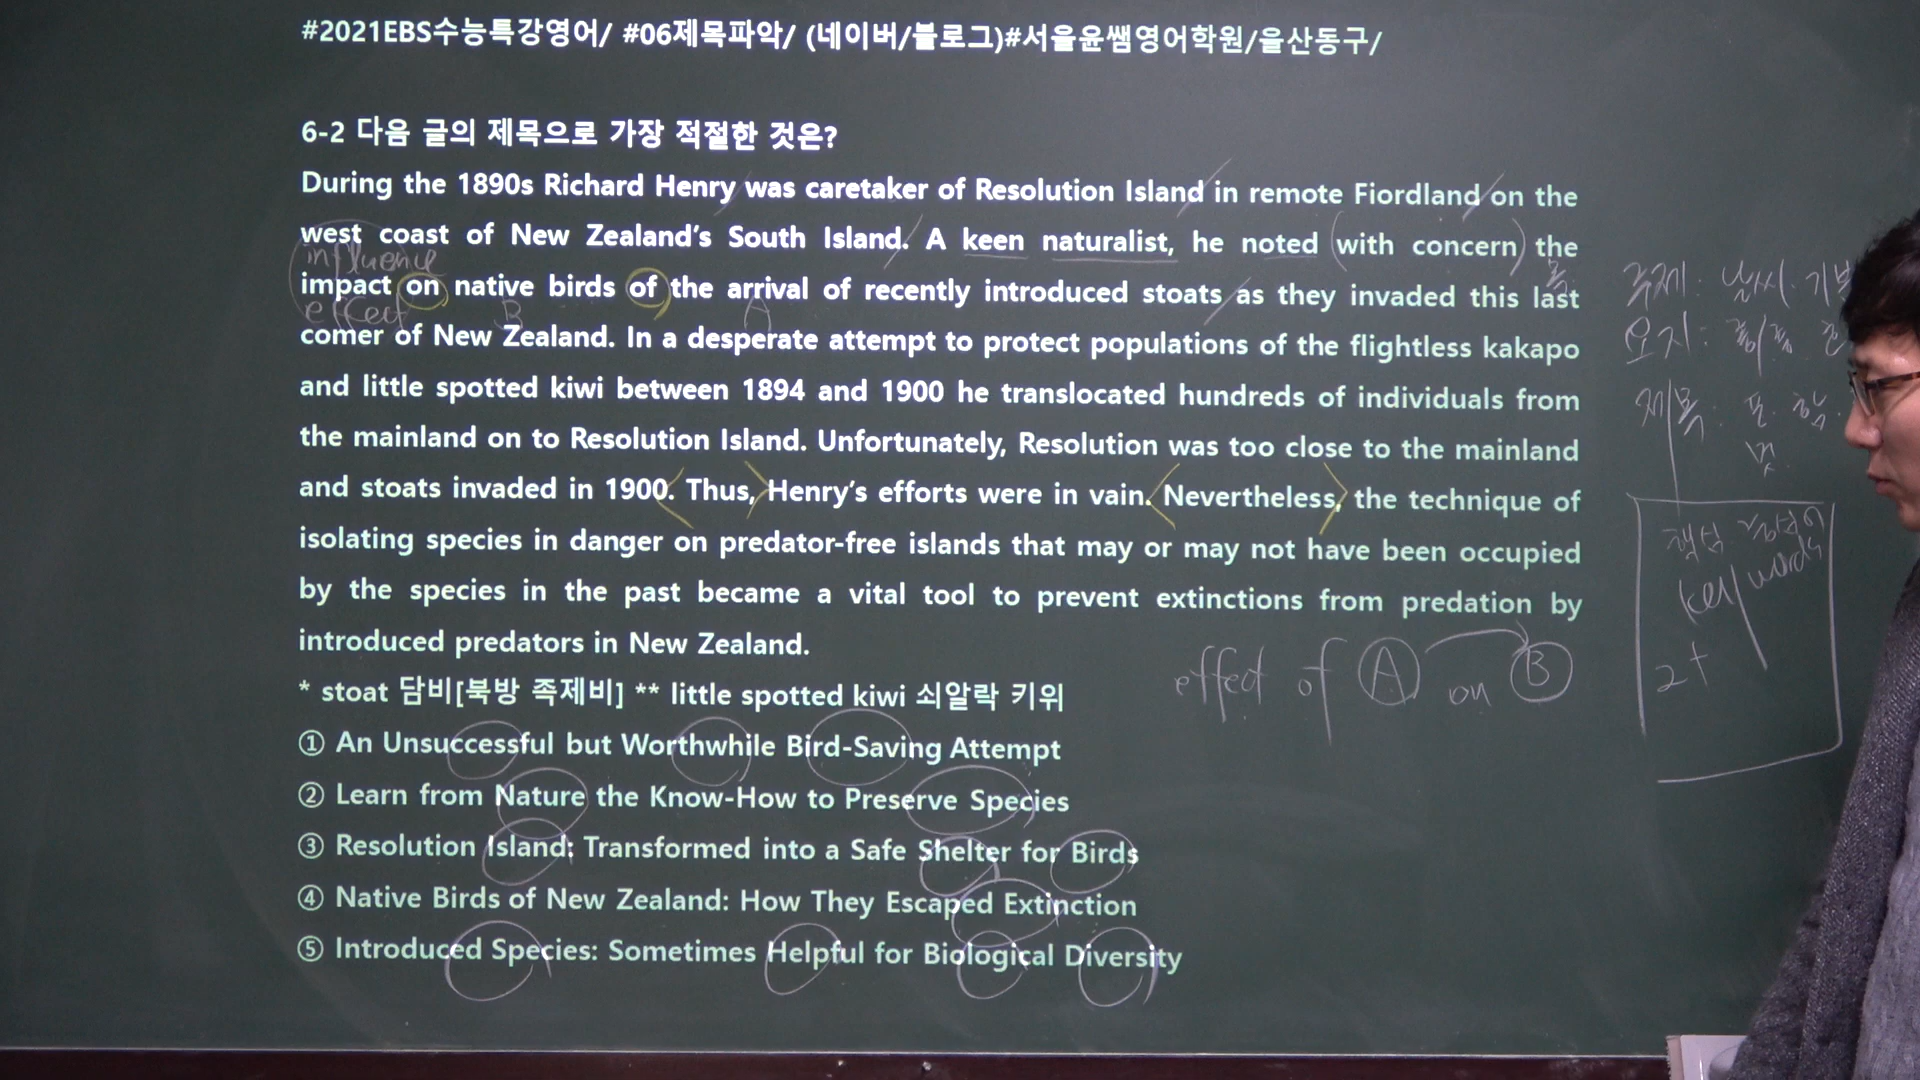 #2021EBS수능특강영어/ #06제목파악/ (네이버/블로그)#서울윤쌤영어학원/울산동구/
6-2 다음 글의 제목으로 가장 적절한 것은?
During the 1890s Richard Henry was caretaker of Resolution Island in remote Fiordland on the
west coast of New Zealand's South Island. A keen naturalist, he noted with concern the
influence
impact on native birds of the arrival of recently introduced stoats as they invaded this last
effect B A
corner of New Zealand. In a desperate attempt to protect populations of the flightless kakapo
and little spotted kiwi between 1894 and 1900 he translocated hundreds of individuals from
the mainland on to Resolution Island. Unfortunately, Resolution was too close to the mainland
and stoats invaded in 1900. Thus, Henry's efforts were in vain. Nevertheless, the technique of
isolating species in danger on predator-free islands that may or may not have been occupied
by the species in the past became a vital tool to prevent extinctions from predation by
introduced predators in New Zealand.
* stoat 담비[북방 족제비] ** little spotted kiwi 쇠알락 키위
① An Unsuccessful but Worthwhile Bird-Saving Attempt
② Learn from Nature the Know-How to Preserve Species
③ Resolution Island: Transformed into a Safe Shelter for Birds
④ Native Birds of New Zealand: How They Escaped Extinction
⑤ Introduced Species: Sometimes Helpful for Biological Diversity
effect of A on B
주제: 날씨.
요지:
제목:
key words
2+